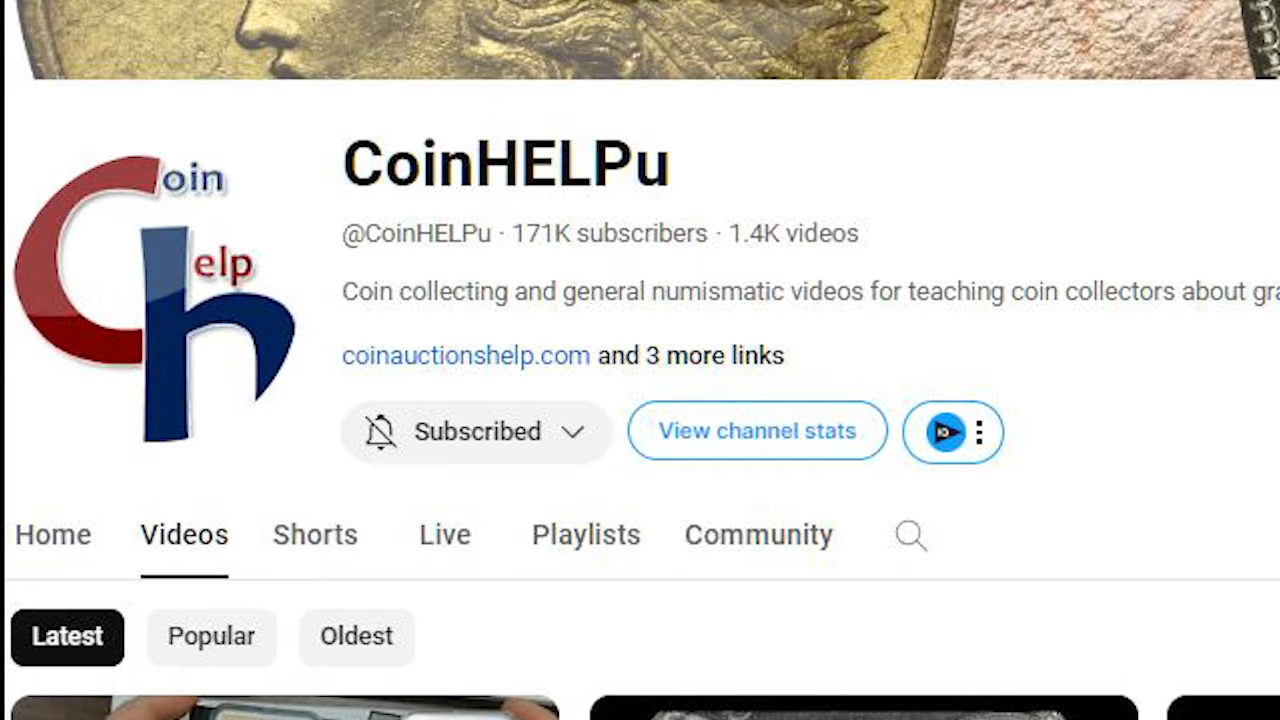 oin
elp
CoinHELPu
@CoinHELPu · 171K subscribers · 1.4K videos
Coin collecting and general numismatic videos for teaching coin collectors about gra
coinauctionshelp.com and 3 more links
Subscribed
View channel stats
Home Videos Shorts Live Playlists Community
Latest Popular Oldest